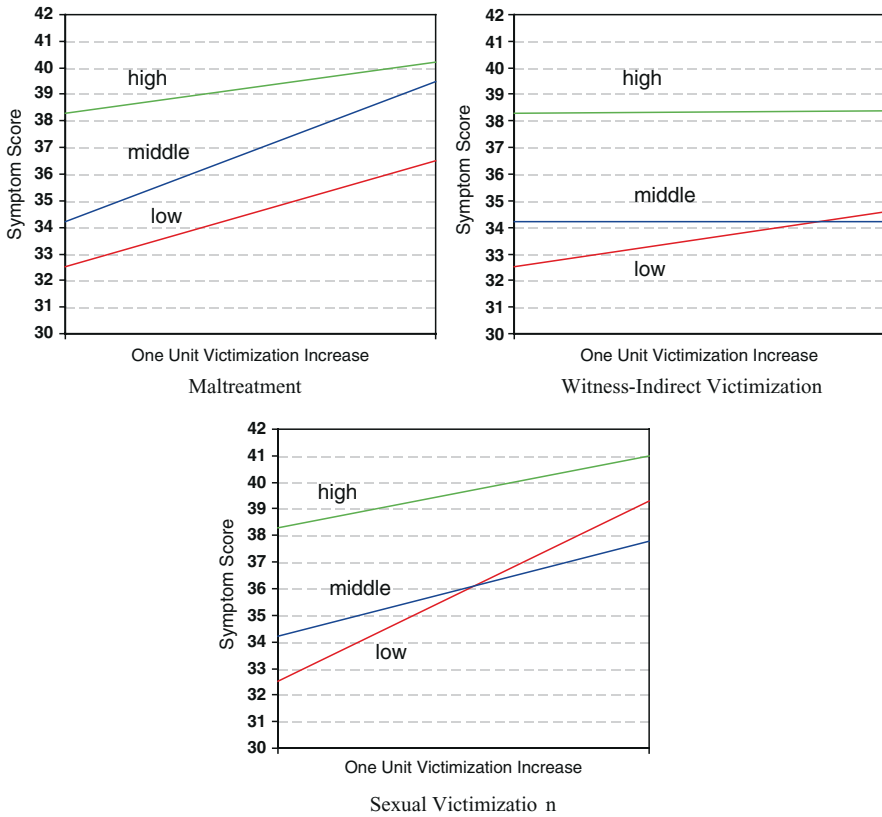 42
41
40
39
38
37
36
35
34
33
32
31
30
Symptom Score
high
middle
low
One Unit Victimization Increase
Maltreatment
42
41
40
39
38
37
36
35
34
33
32
31
30
Symptom Score
high
middle
low
One Unit Victimization Increase
Witness-Indirect Victimization
42
41
40
39
38
37
36
35
34
33
32
31
30
Symptom Score
high
middle
low
One Unit Victimization Increase
Sexual Victimizatio n